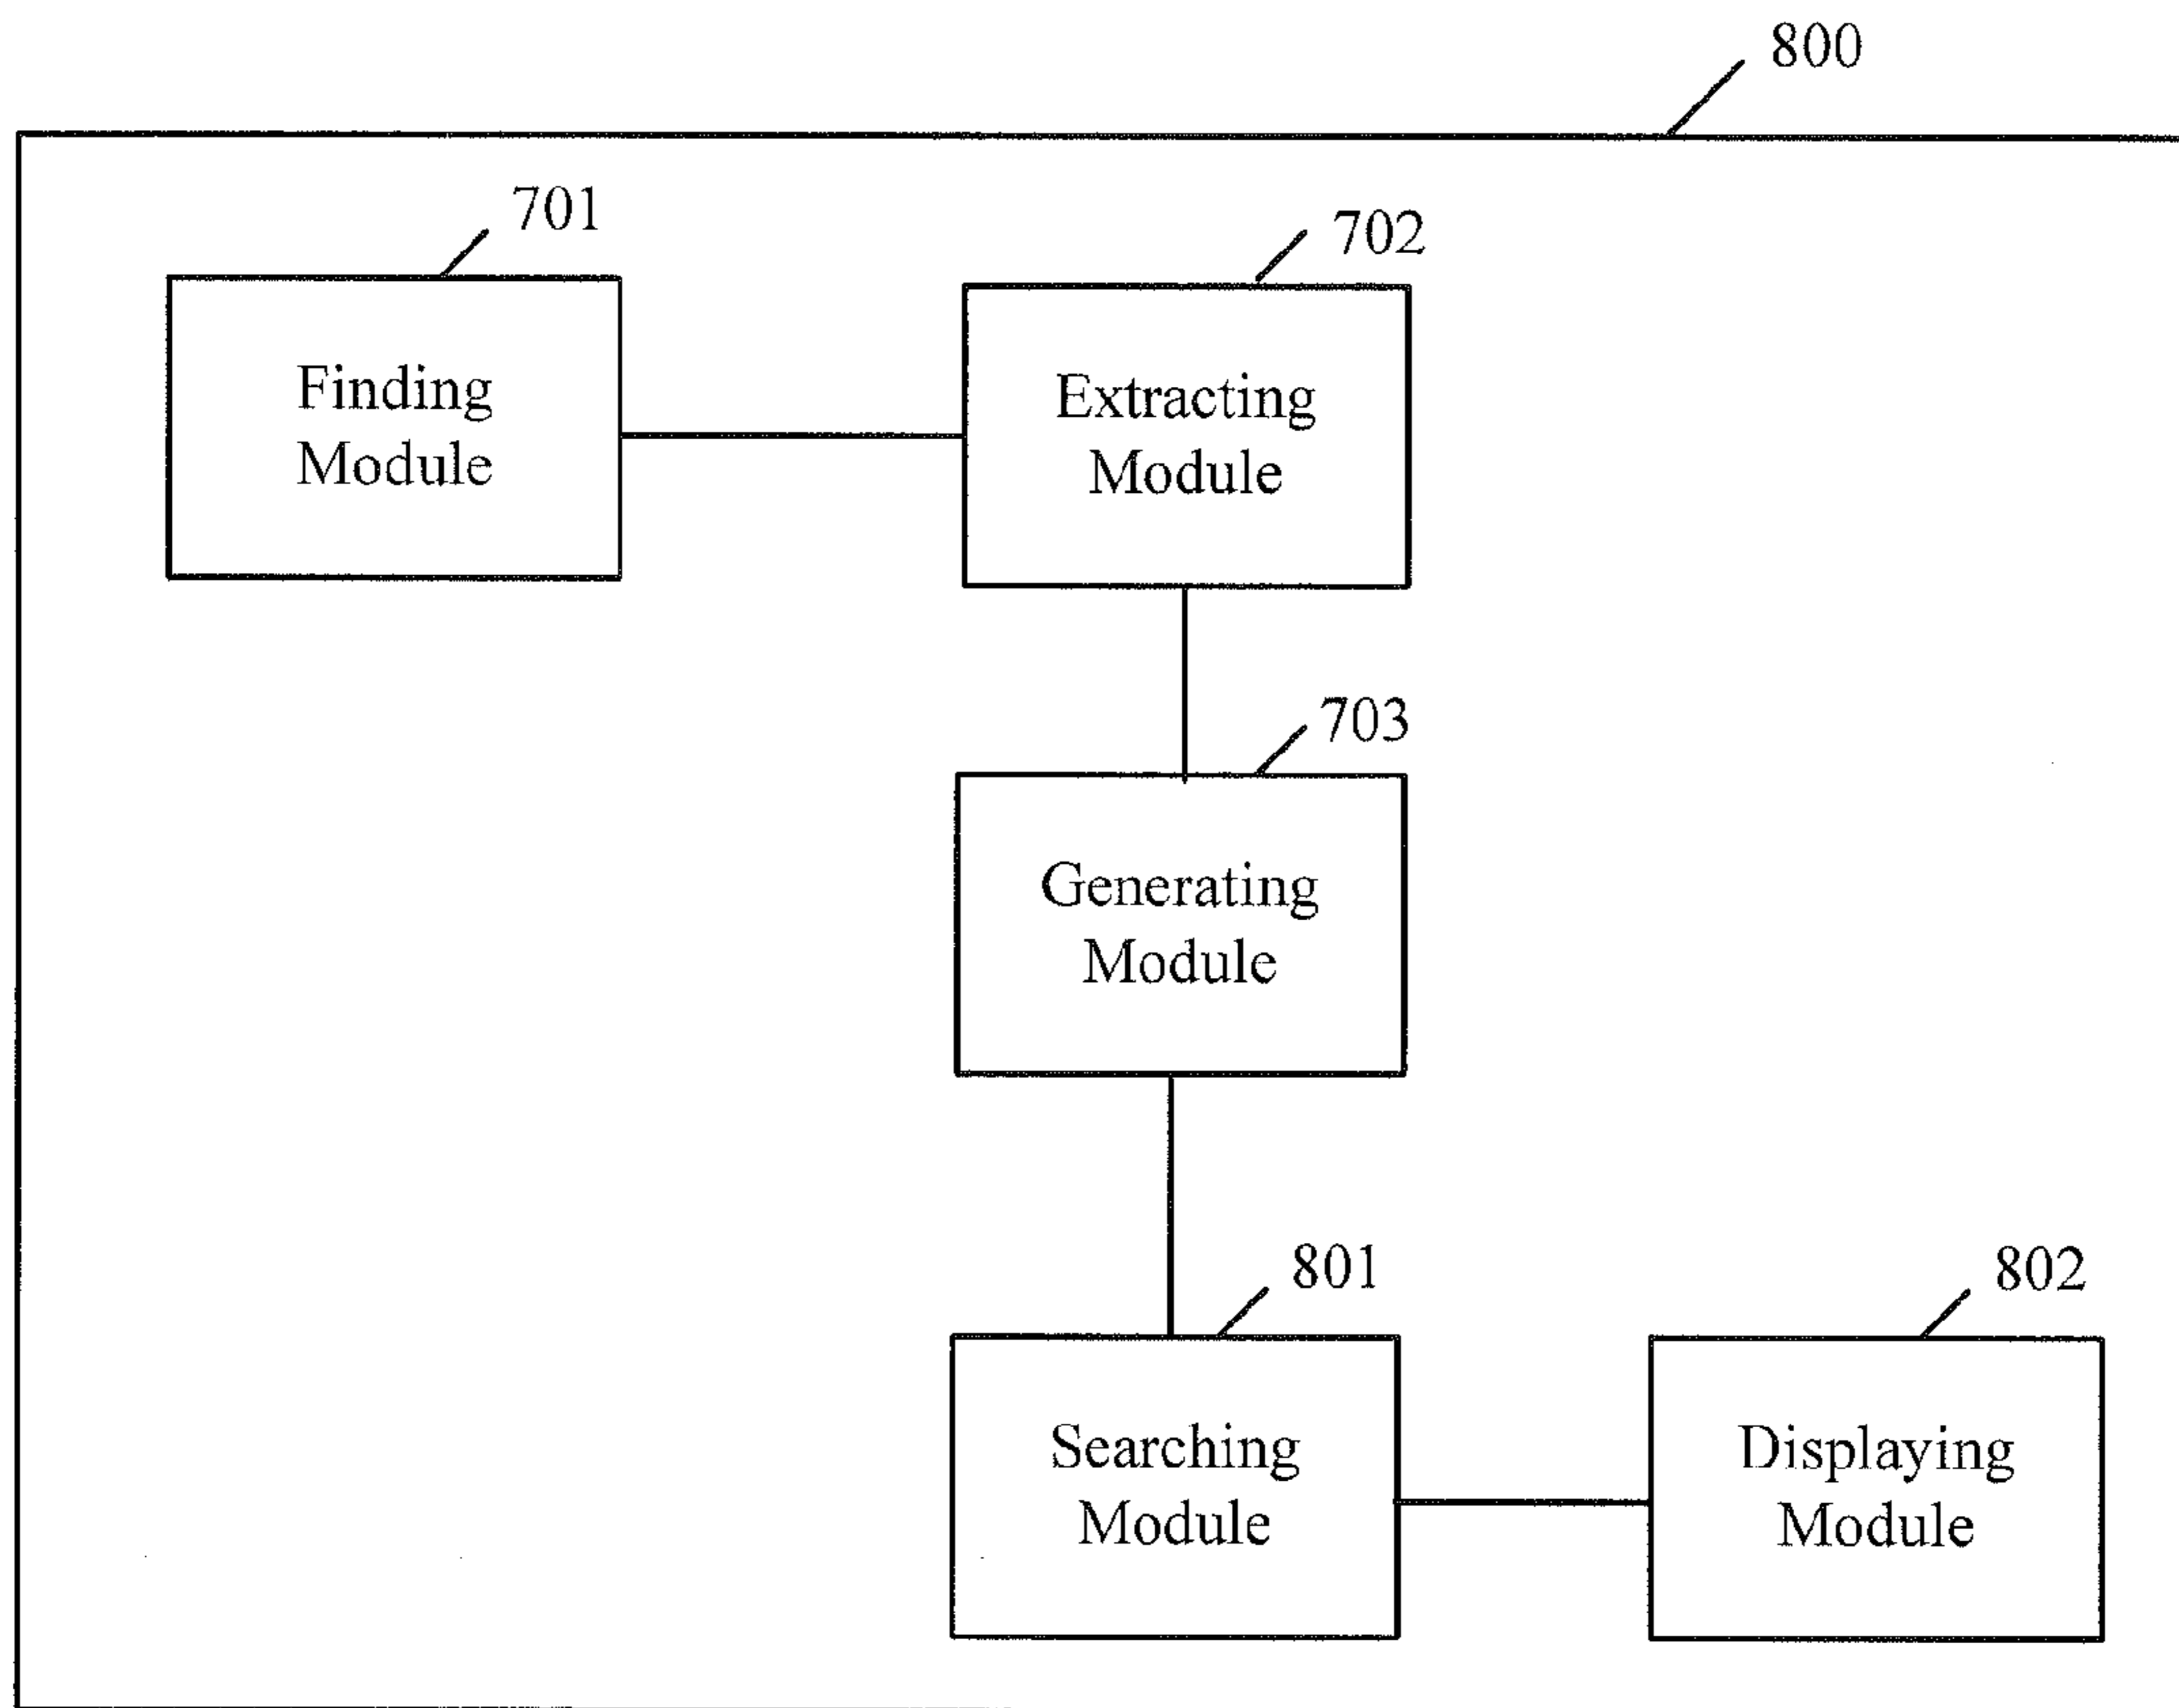 800
701
702
Finding
Module
Extracting
Module
703
Generating
Module
801
802
Searching
Module
Displaying
Module